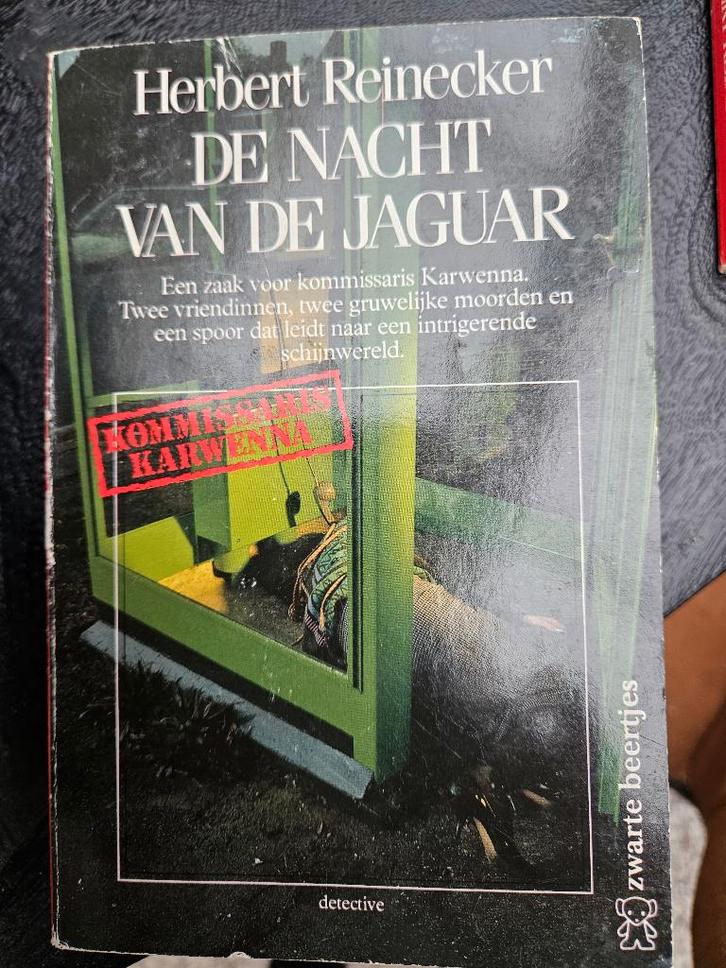 Herbert Reinecker
DE NACHT
VAN DE JAGUAR
Een zaak voor kommissaris Karwenna.
Twee vriendinnen, twee gruwelijke moorden en
een spoor dat leidt naar een intrigerende
schijnwereld.
KOMMISSARIS
KARWENNA
zwarte beertjes
detective